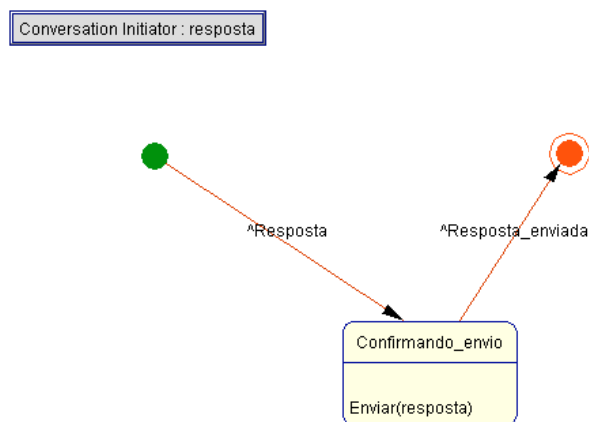 Conversation Initiator : resposta
^Resposta
^Resposta_enviada
Confirmando_envio
Enviar(resposta)